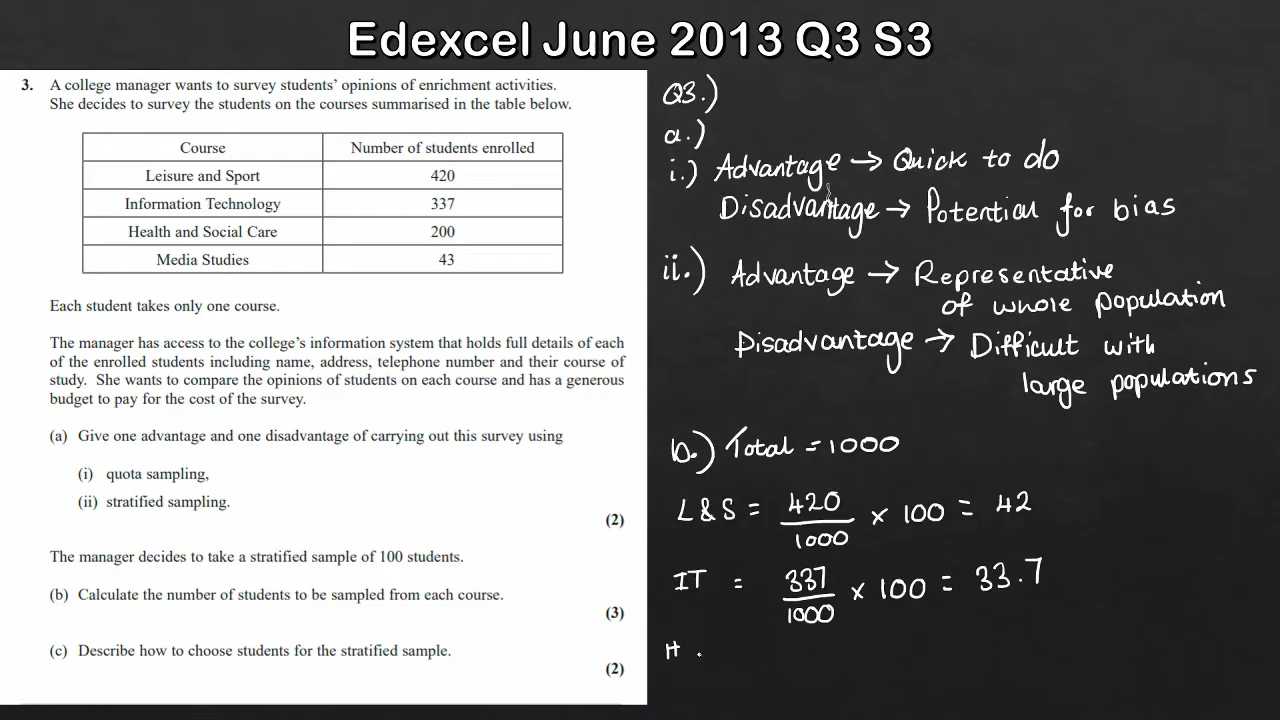 Edexcel June 2013 Q3 S3
3. A college manager wants to survey students' opinions of enrichment activities.
She decides to survey the students on the courses summarised in the table below.
Course Number of students enrolled
Leisure and Sport 420
Information Technology 337
Health and Social Care 200
Media Studies 43
Each student takes only one course.
The manager has access to the college's information system that holds full details of each
of the enrolled students including name, address, telephone number and their course of
study. She wants to compare the opinions of students on each course and has a generous
budget to pay for the cost of the survey.
(a) Give one advantage and one disadvantage of carrying out this survey using
(i) quota sampling,
(ii) stratified sampling.
(2)
The manager decides to take a stratified sample of 100 students.
(b) Calculate the number of students to be sampled from each course.
(3)
(c) Describe how to choose students for the stratified sample.
(2)
Q3.)
a.)
i.) Advantage → Quick to do
Disadvantage → Potential for bias
ii.) Advantage → Representative
of whole population
Disadvantage → Difficult with
large populations
b.) Total = 1000
L&S = 420/1000 × 100 = 42
IT = 337/1000 × 100 = 33.7
H .